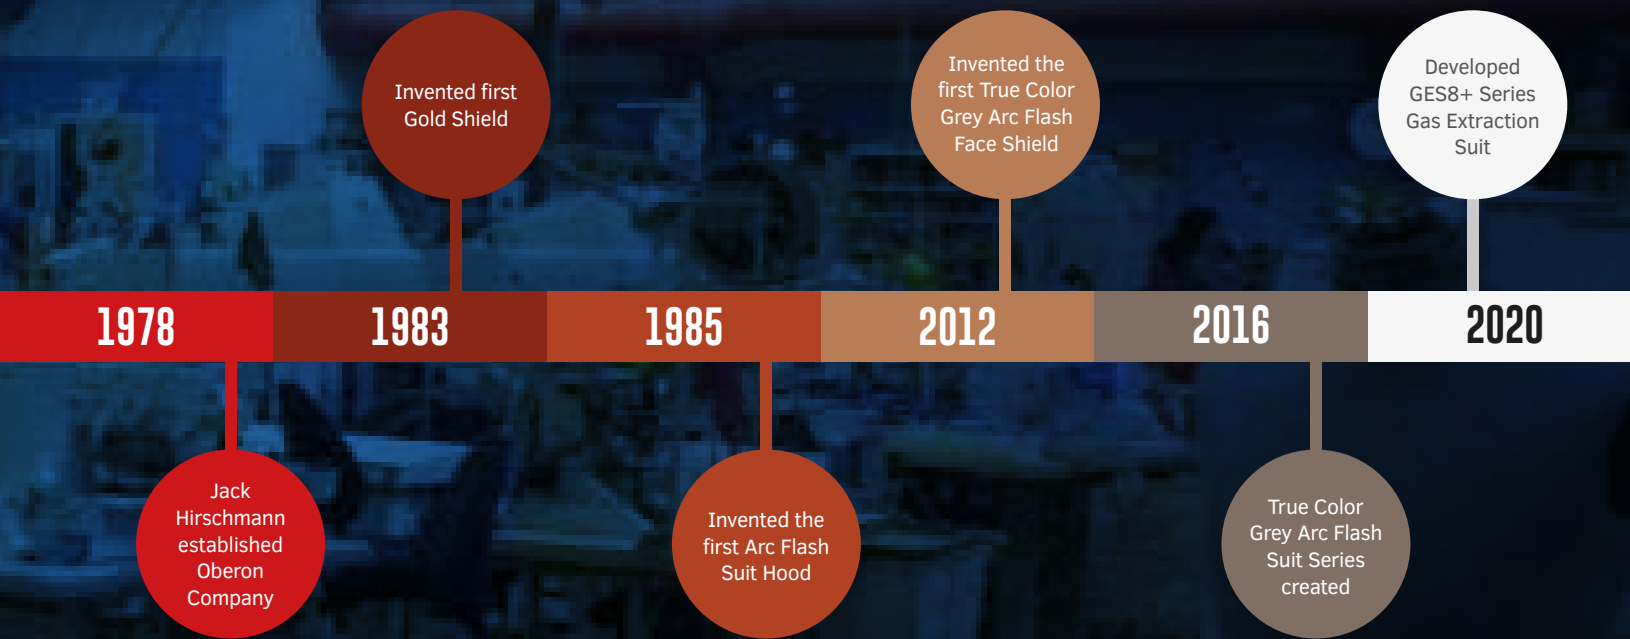 Invented first
Gold Shield
Invented the
first True Color
Grey Arc Flash
Face Shield
Developed
GES8+ Series
Gas Extraction
Suit
1978
1983
1985
2012
2016
2020
Jack
Hirschmann
established
Oberon
Company
Invented the
first Arc Flash
Suit Hood
True Color
Grey Arc Flash
Suit Series
created